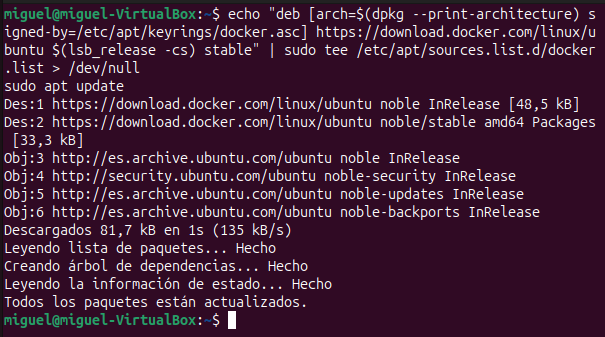 miguel@miguel-VirtualBox:~$ echo "deb [arch=$(dpkg --print-architecture) s
igned-by=/etc/apt/keyrings/docker.asc] https://download.docker.com/linux/u
buntu $(lsb_release -cs) stable" | sudo tee /etc/apt/sources.list.d/docker
.list > /dev/null
sudo apt update
Des:1 https://download.docker.com/linux/ubuntu noble InRelease [48,5 kB]
Des:2 https://download.docker.com/linux/ubuntu noble/stable amd64 Packages
 [33,3 kB]
Obj:3 http://es.archive.ubuntu.com/ubuntu noble InRelease
Obj:4 http://security.ubuntu.com/ubuntu noble-security InRelease
Obj:5 http://es.archive.ubuntu.com/ubuntu noble-updates InRelease
Obj:6 http://es.archive.ubuntu.com/ubuntu noble-backports InRelease
Descargados 81,7 kB en 1s (135 kB/s)
Leyendo lista de paquetes... Hecho
Creando árbol de dependencias... Hecho
Leyendo la información de estado... Hecho
Todos los paquetes están actualizados.
miguel@miguel-VirtualBox:~$